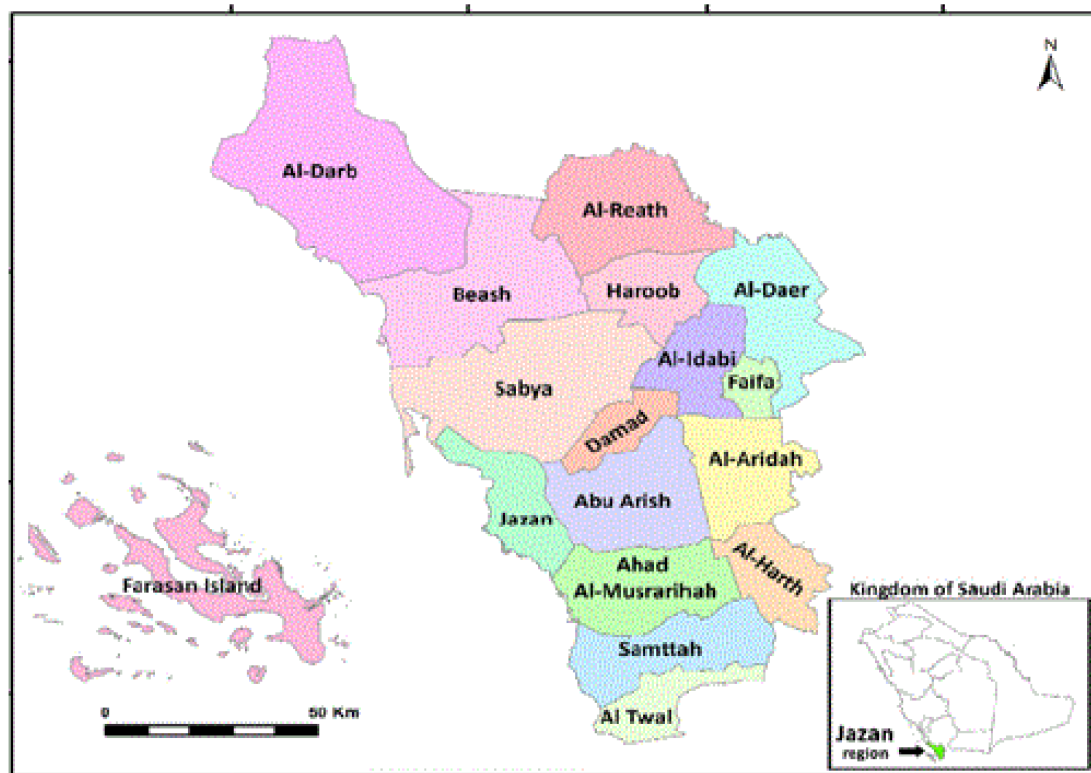 N
Al-Darb
Al-Reath
Beash
Haroob
Al-Daer
Al-Idabi
Faifa
Sabya
Damad
Al-Aridah
Abu Arish
Jazan
Ahad
Al-Musrarihah
Al-Harth
Farasan Island
Samttah
Al Twal
0 50 Km
Kingdom of Saudi Arabia
Jazan
region